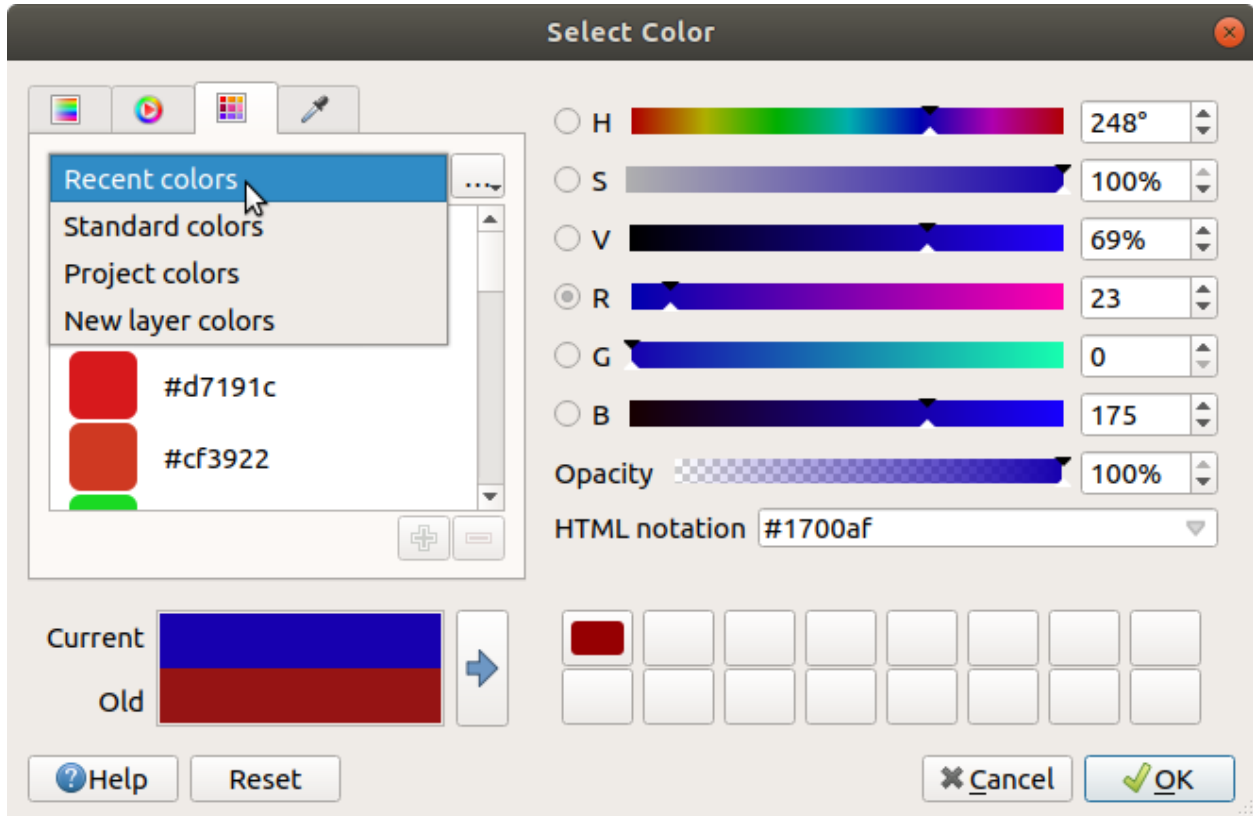 Select Color
Recent colors
...
Standard colors
Project colors
New layer colors
#d7191c
#cf3922
H 248°
S 100%
V 69%
R 23
G 0
B 175
Opacity 100%
HTML notation #1700af
Current
Old
Help
Reset
Cancel
OK